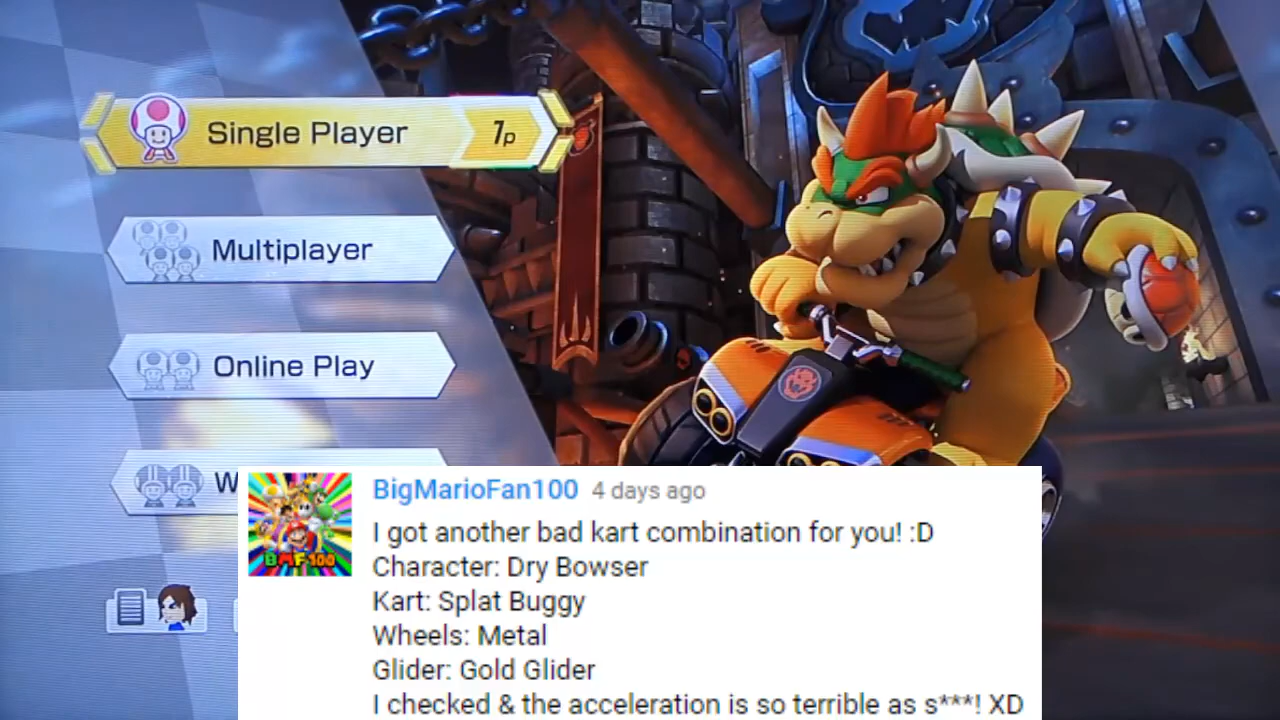 Single Player
1p
Multiplayer
Online Play
W
BMF100
BigMarioFan100 4 days ago
I got another bad kart combination for you! :D
Character: Dry Bowser
Kart: Splat Buggy
Wheels: Metal
Glider: Gold Glider
I checked & the acceleration is so terrible as s***! XD